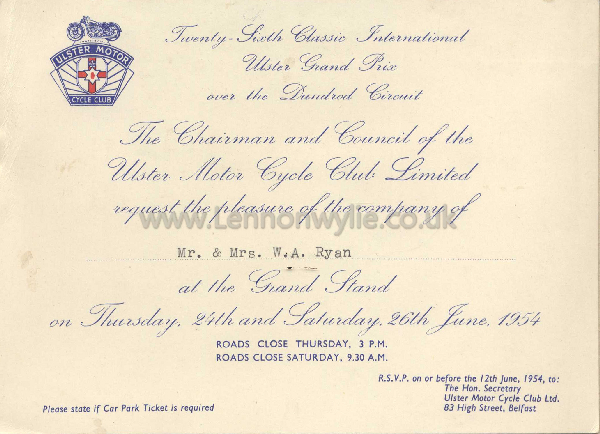 ULSTER MOTOR
CYCLE CLUB
Twenty-Sixth Classic International
Ulster Grand Prix
over the Dundrod Circuit
The Chairman and Council of the
Ulster Motor Cycle Club Limited
request the pleasure of the company of
www.Lennonwylie.co.uk
Mr. & Mrs. W.A. Ryan
at the Grand Stand
on Thursday, 24th and Saturday, 26th June, 1954
ROADS CLOSE THURSDAY, 3 P.M.
ROADS CLOSE SATURDAY, 9.30 A.M.
R.S.V.P. on or before the 12th June, 1954, to:
The Hon. Secretary
Ulster Motor Cycle Club Ltd.
83 High Street, Belfast
Please state if Car Park Ticket is required